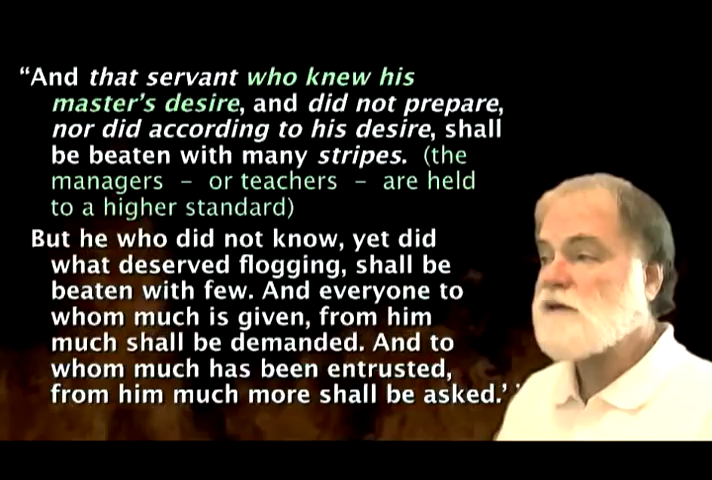 “And that servant who knew his
master’s desire, and did not prepare,
nor did according to his desire, shall
be beaten with many stripes. (the
managers – or teachers – are held
to a higher standard)
But he who did not know, yet did
what deserved flogging, shall be
beaten with few. And everyone to
whom much is given, from him
much shall be demanded. And to
whom much has been entrusted,
from him much more shall be asked.’ ”